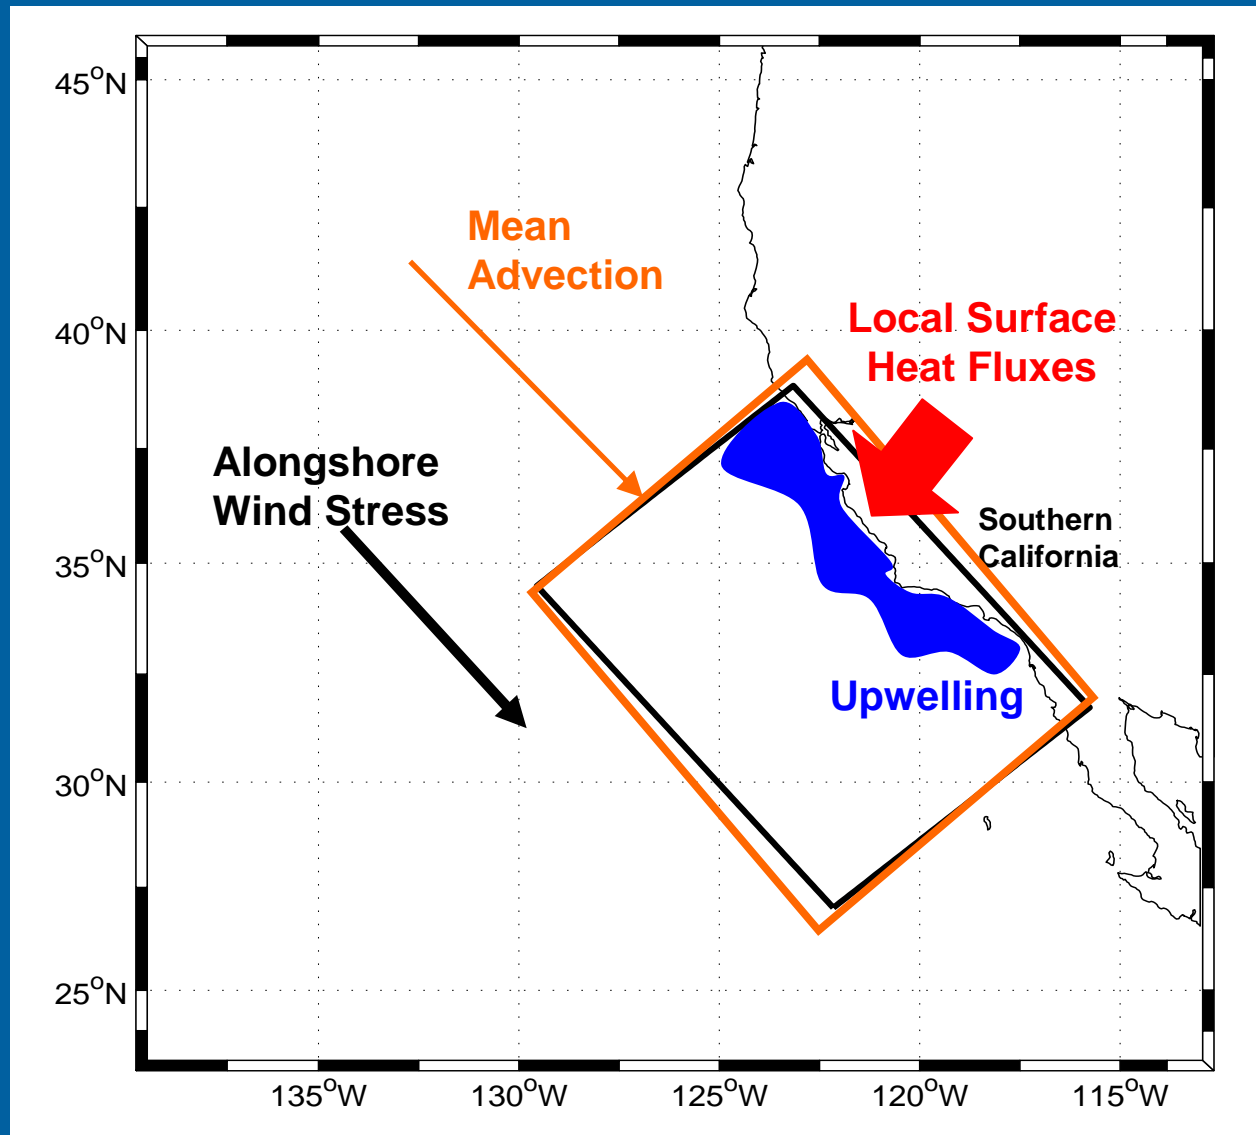 45°N
Mean
Advection
40°N
Local Surface
Heat Fluxes
Alongshore
Wind Stress
Southern
California
35°N
Upwelling
30°N
25°N
135°W 130°W 125°W 120°W 115°W